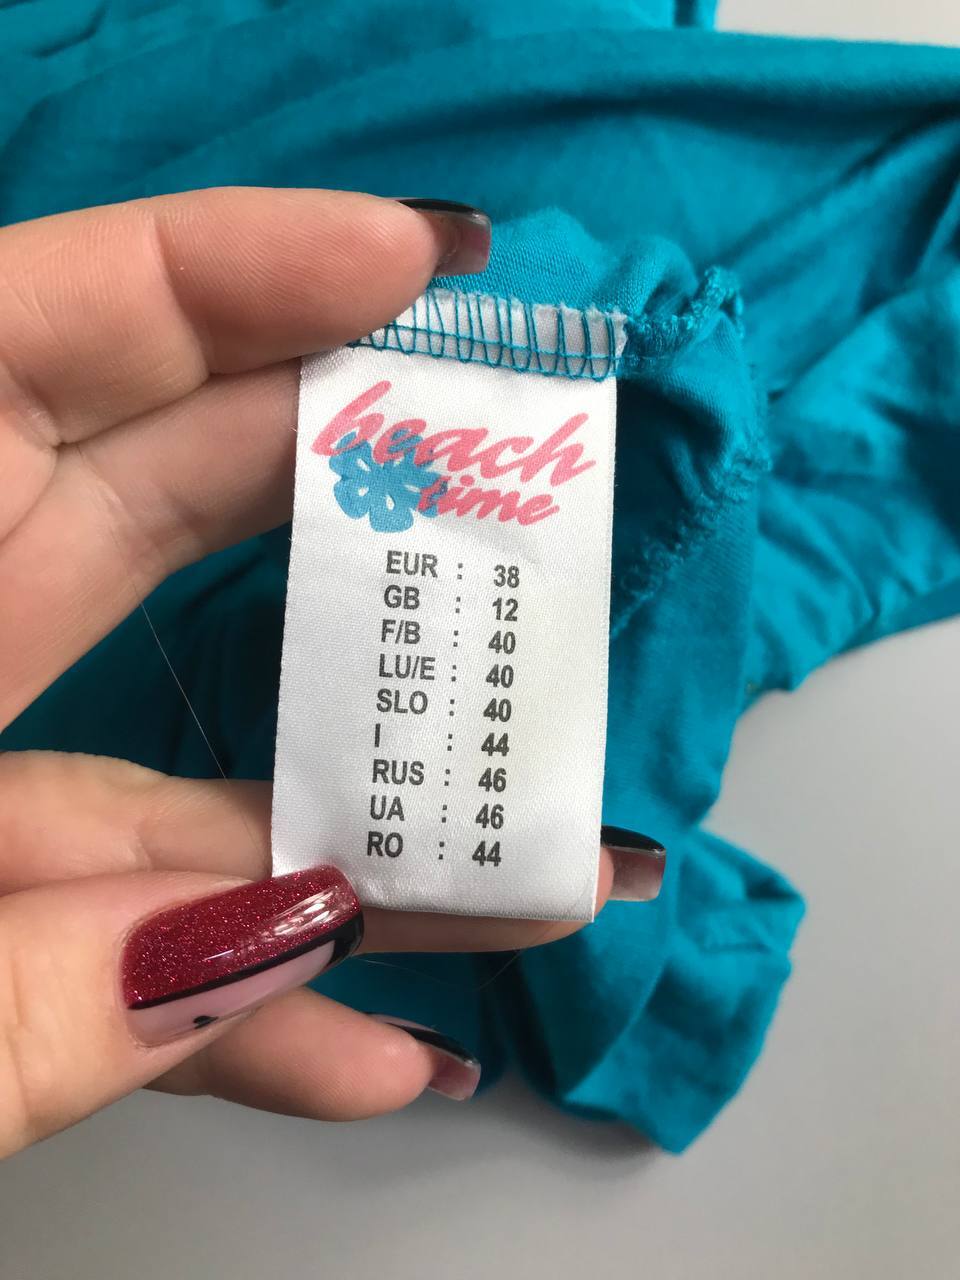 beach
time
EUR : 38
GB : 12
F/B : 40
LU/E : 40
SLO : 40
I : 44
RUS : 46
UA : 46
RO : 44